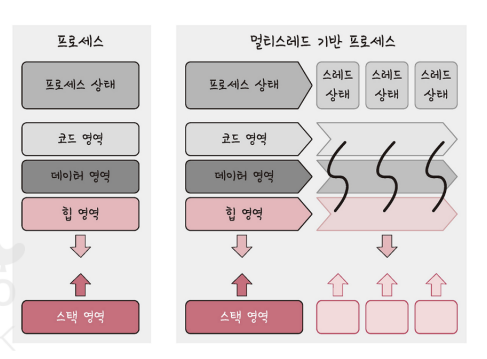 프로세스
프로세스 상태
코드 영역
데이터 영역
힙 영역
스택 영역
멀티스레드 기반 프로세스
프로세스 상태
스레드
상태
스레드
상태
스레드
상태
코드 영역
데이터 영역
힙 영역
스택 영역